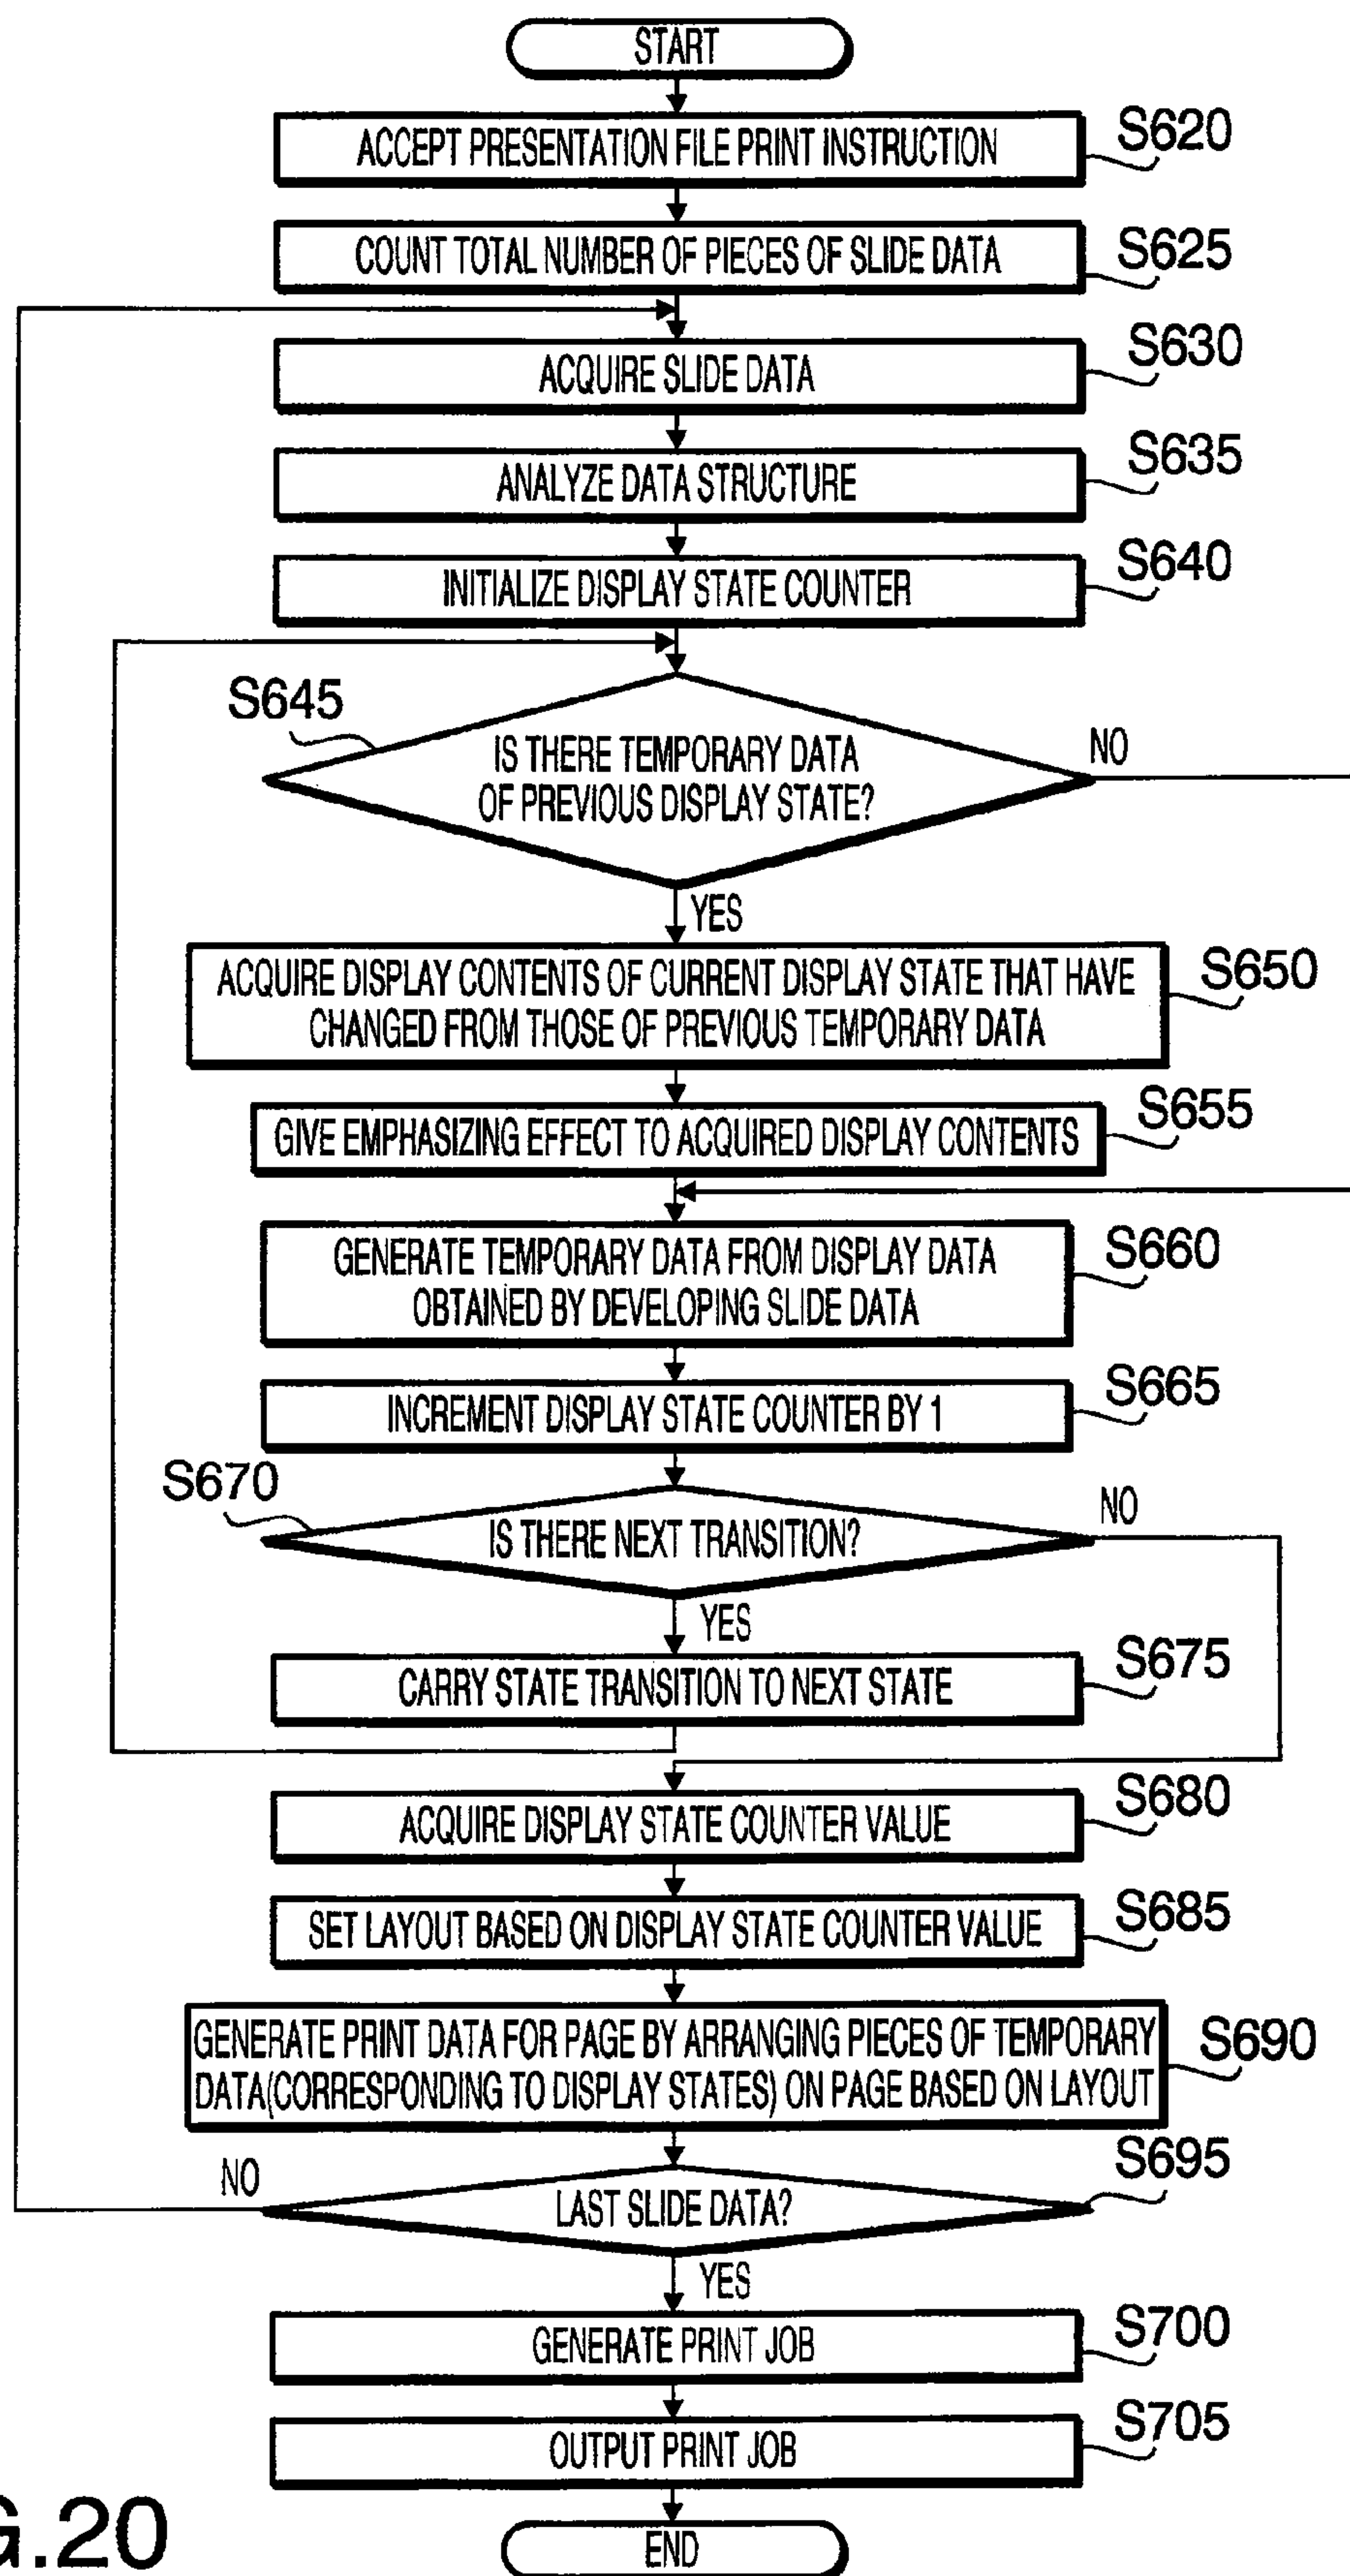 START
ACCEPT PRESENTATION FILE PRINT INSTRUCTION
S620
COUNT TOTAL NUMBER OF PIECES OF SLIDE DATA
S625
ACQUIRE SLIDE DATA
S630
ANALYZE DATA STRUCTURE
S635
INITIALIZE DISPLAY STATE COUNTER
S640
S645
IS THERE TEMPORARY DATA
OF PREVIOUS DISPLAY STATE?
NO
YES
ACQUIRE DISPLAY CONTENTS OF CURRENT DISPLAY STATE THAT HAVE
CHANGED FROM THOSE OF PREVIOUS TEMPORARY DATA
S650
GIVE EMPHASIZING EFFECT TO ACQUIRED DISPLAY CONTENTS
S655
GENERATE TEMPORARY DATA FROM DISPLAY DATA
OBTAINED BY DEVELOPING SLIDE DATA
S660
INCREMENT DISPLAY STATE COUNTER BY 1
S665
S670
IS THERE NEXT TRANSITION?
NO
YES
CARRY STATE TRANSITION TO NEXT STATE
S675
ACQUIRE DISPLAY STATE COUNTER VALUE
S680
SET LAYOUT BASED ON DISPLAY STATE COUNTER VALUE
S685
GENERATE PRINT DATA FOR PAGE BY ARRANGING PIECES OF TEMPORARY
DATA(CORRESPONDING TO DISPLAY STATES) ON PAGE BASED ON LAYOUT
S690
NO
LAST SLIDE DATA?
S695
YES
GENERATE PRINT JOB
S700
OUTPUT PRINT JOB
S705
END
G.20